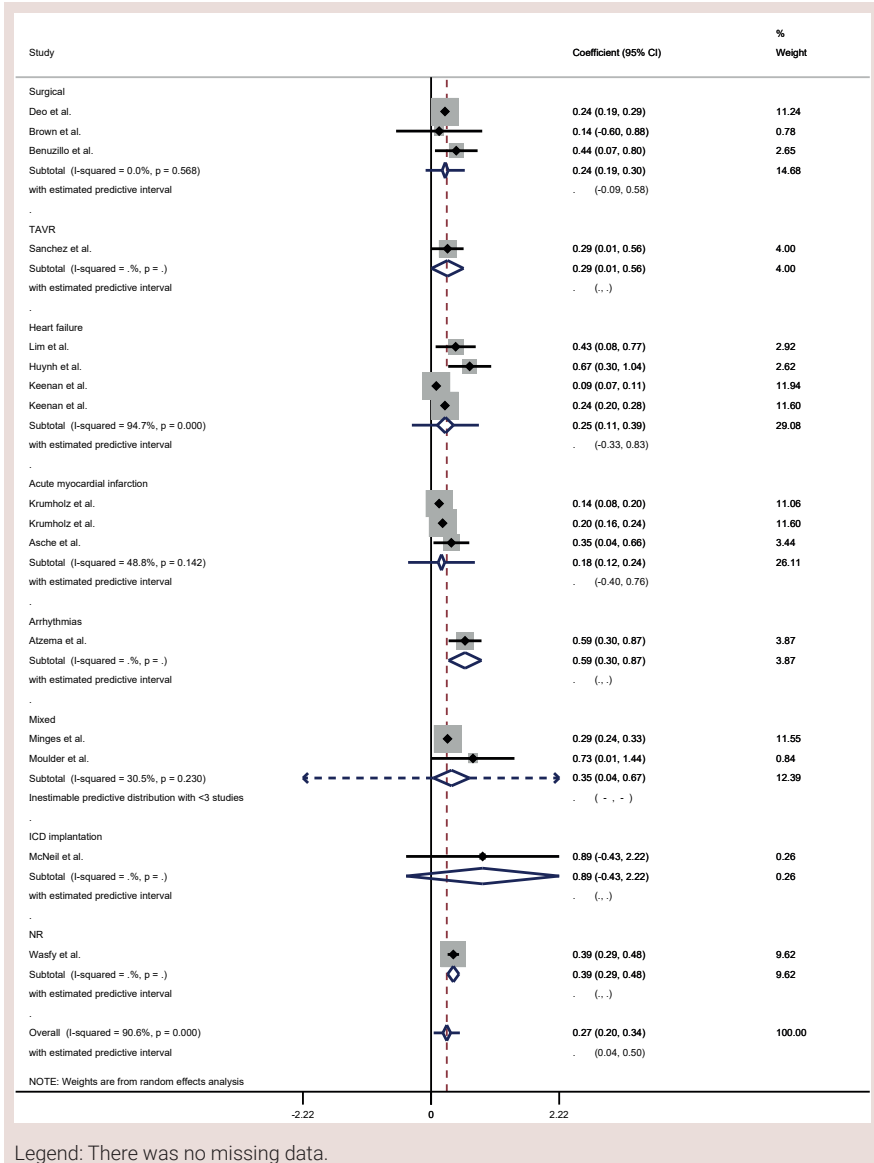 %
Study Coefficient (95% CI) Weight
Surgical
Deo et al. 0.24 (0.19, 0.29) 11.24
Brown et al. 0.14 (-0.60, 0.88) 0.78
Benuzillo et al. 0.44 (0.07, 0.80) 2.65
Subtotal (I-squared = 0.0%, p = 0.568) 0.24 (0.19, 0.30) 14.68
with estimated predictive interval . (-0.09, 0.58)
.
TAVR
Sanchez et al. 0.29 (0.01, 0.56) 4.00
Subtotal (I-squared = .%, p = .) 0.29 (0.01, 0.56) 4.00
with estimated predictive interval . (., .)
.
Heart failure
Lim et al. 0.43 (0.08, 0.77) 2.92
Huynh et al. 0.67 (0.30, 1.04) 2.62
Keenan et al. 0.09 (0.07, 0.11) 11.94
Keenan et al. 0.24 (0.20, 0.28) 11.60
Subtotal (I-squared = 94.7%, p = 0.000) 0.25 (0.11, 0.39) 29.08
with estimated predictive interval . (-0.33, 0.83)
.
Acute myocardial infarction
Krumholz et al. 0.14 (0.08, 0.20) 11.06
Krumholz et al. 0.20 (0.16, 0.24) 11.60
Asche et al. 0.35 (0.04, 0.66) 3.44
Subtotal (I-squared = 48.8%, p = 0.142) 0.18 (0.12, 0.24) 26.11
with estimated predictive interval . (-0.40, 0.76)
.
Arrhythmias
Atzema et al. 0.59 (0.30, 0.87) 3.87
Subtotal (I-squared = .%, p = .) 0.59 (0.30, 0.87) 3.87
with estimated predictive interval . (., .)
.
Mixed
Minges et al. 0.29 (0.24, 0.33) 11.55
Moulder et al. 0.73 (0.01, 1.44) 0.84
Subtotal (I-squared = 30.5%, p = 0.230) 0.35 (0.04, 0.67) 12.39
Inestimable predictive distribution with <3 studies . ( - , - )
.
ICD implantation
McNeil et al. 0.89 (-0.43, 2.22) 0.26
Subtotal (I-squared = .%, p = .) 0.89 (-0.43, 2.22) 0.26
with estimated predictive interval . (., .)
.
NR
Wasfy et al. 0.39 (0.29, 0.48) 9.62
Subtotal (I-squared = .%, p = .) 0.39 (0.29, 0.48) 9.62
with estimated predictive interval . (., .)
.
Overall (I-squared = 90.6%, p = 0.000) 0.27 (0.20, 0.34) 100.00
with estimated predictive interval . (0.04, 0.50)
NOTE: Weights are from random effects analysis
-2.22 0 2.22
Legend: There was no missing data.